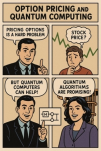 OPTION PRICING AND
QUANTUM COMPUTING
PRICING OPTIONS
IS A HARD PROBLEM
STOCK
PRICE?
BUT QUANTUM
COMPUTERS
CAN HELP!
QUANTUM
ALGORITHMS
ARE PROMISING!